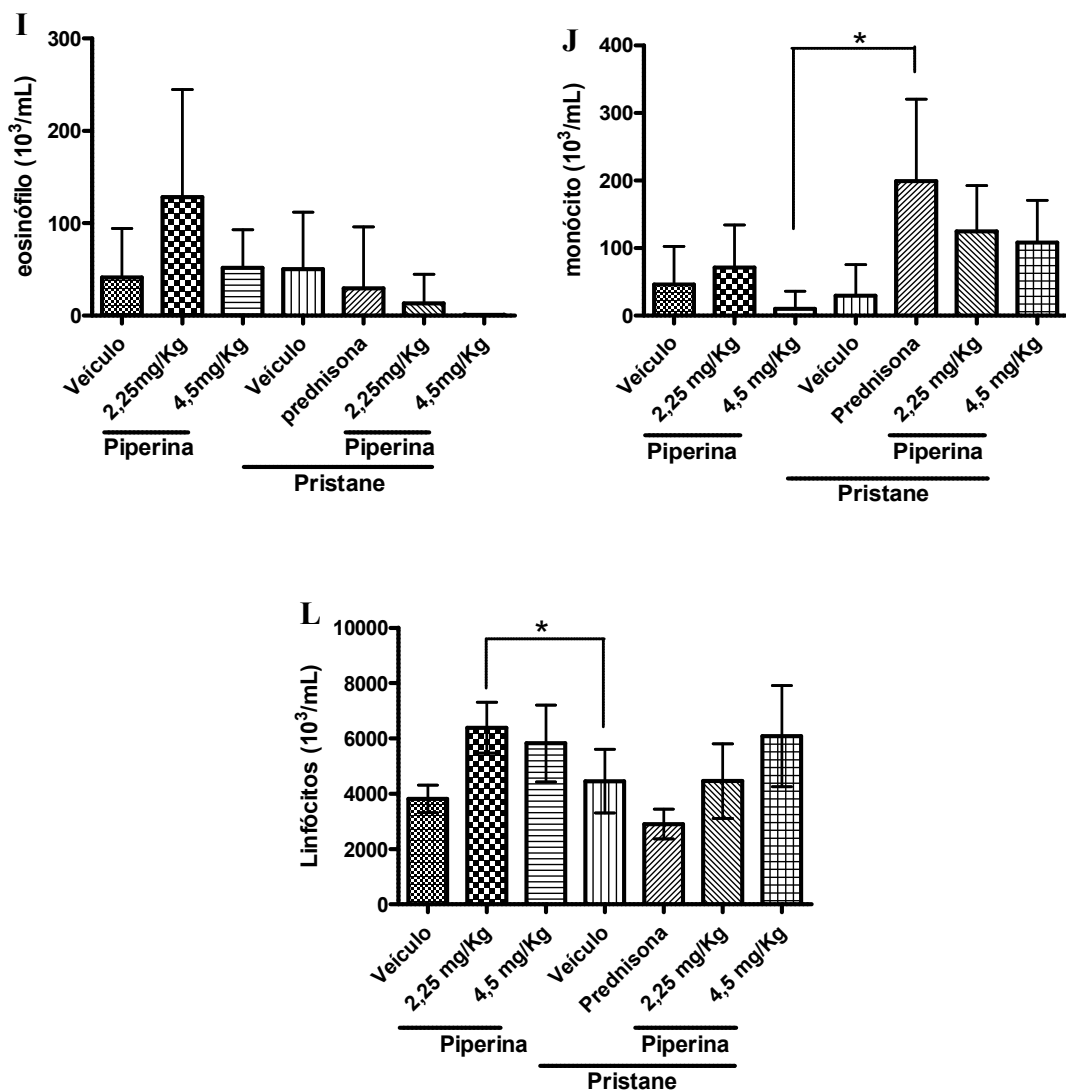 I
eosinófilo (10³/mL)
300
200
100
0
Veículo
2,25mg/Kg
4,5mg/Kg
Veículo
prednisona
2,25mg/Kg
4,5mg/Kg
Piperina
Piperina
Pristane
J
monócito (10³/mL)
400
300
200
100
0
*
Veículo
2,25 mg/Kg
4,5 mg/Kg
Veículo
Prednisona
2,25 mg/Kg
4,5 mg/Kg
Piperina
Piperina
Pristane
L
Linfócitos (10³/mL)
10000
8000
6000
4000
2000
0
*
Veículo
2,25 mg/Kg
4,5 mg/Kg
Veículo
Prednisona
2,25 mg/Kg
4,5 mg/Kg
Piperina
Piperina
Pristane